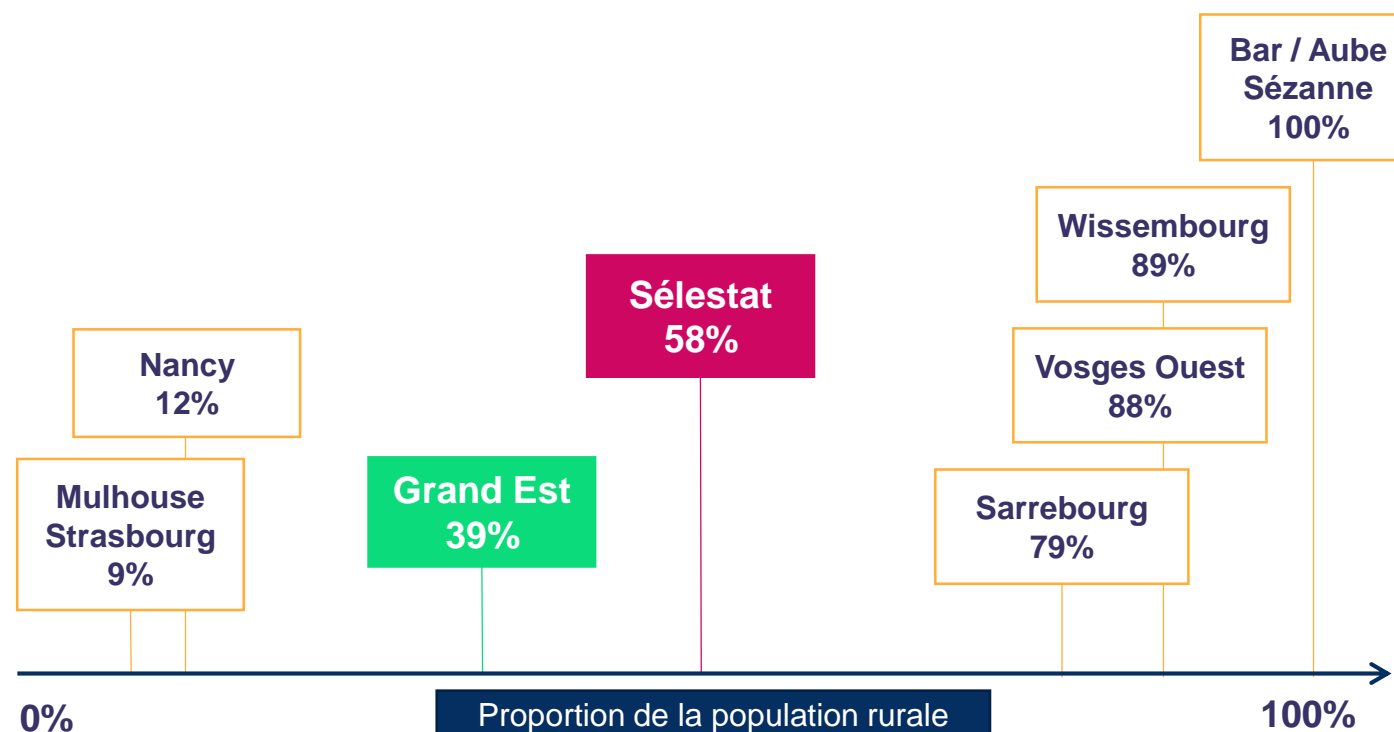 Bar / Aube
Sézanne
100%
Wissembourg
89%
Sélestat
58%
Nancy
12%
Vosges Ouest
88%
Mulhouse
Strasbourg
9%
Grand Est
39%
Sarrebourg
79%
0%
Proportion de la population rurale
100%